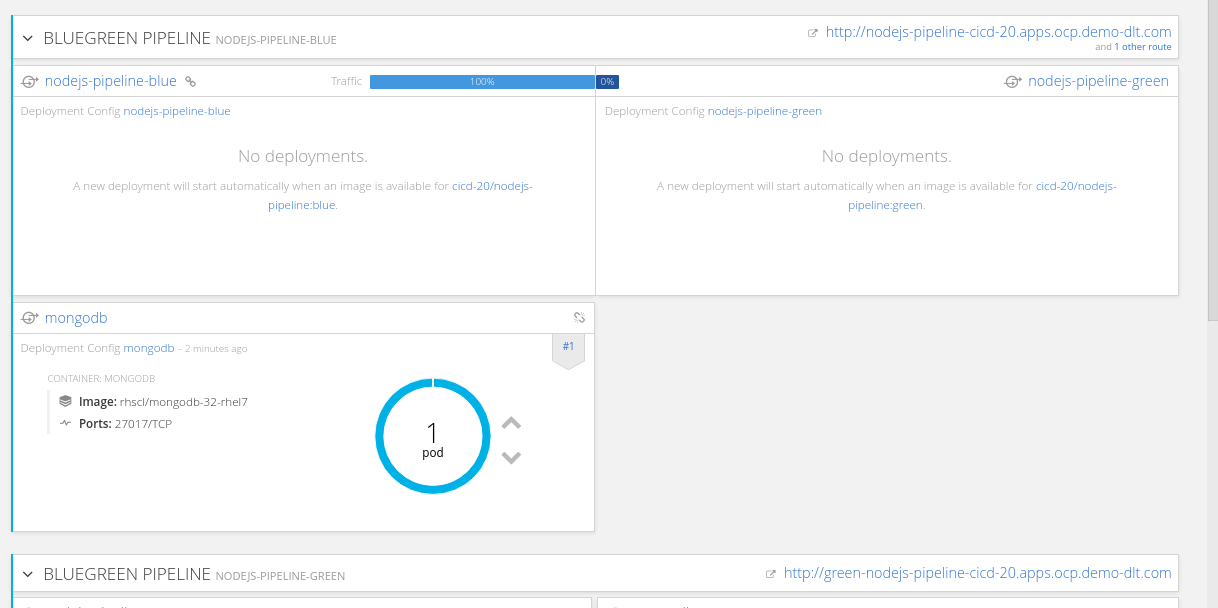 BLUEGREEN PIPELINE NODEJS-PIPELINE-BLUE
http://nodejs-pipeline-cicd-20.apps.ocp.demo-dlt.com
and 1 other route
nodejs-pipeline-blue
Traffic 100% 0%
nodejs-pipeline-green
Deployment Config nodejs-pipeline-blue
No deployments.
A new deployment will start automatically when an image is available for cicd-20/nodejs-
pipeline:blue.
Deployment Config nodejs-pipeline-green
No deployments.
A new deployment will start automatically when an image is available for cicd-20/nodejs-
pipeline:green.
mongodb
Deployment Config mongodb – 2 minutes ago
#1
CONTAINER: MONGODB
Image: rhscl/mongodb-32-rhel7
Ports: 27017/TCP
1
pod
BLUEGREEN PIPELINE NODEJS-PIPELINE-GREEN
http://green-nodejs-pipeline-cicd-20.apps.ocp.demo-dlt.com